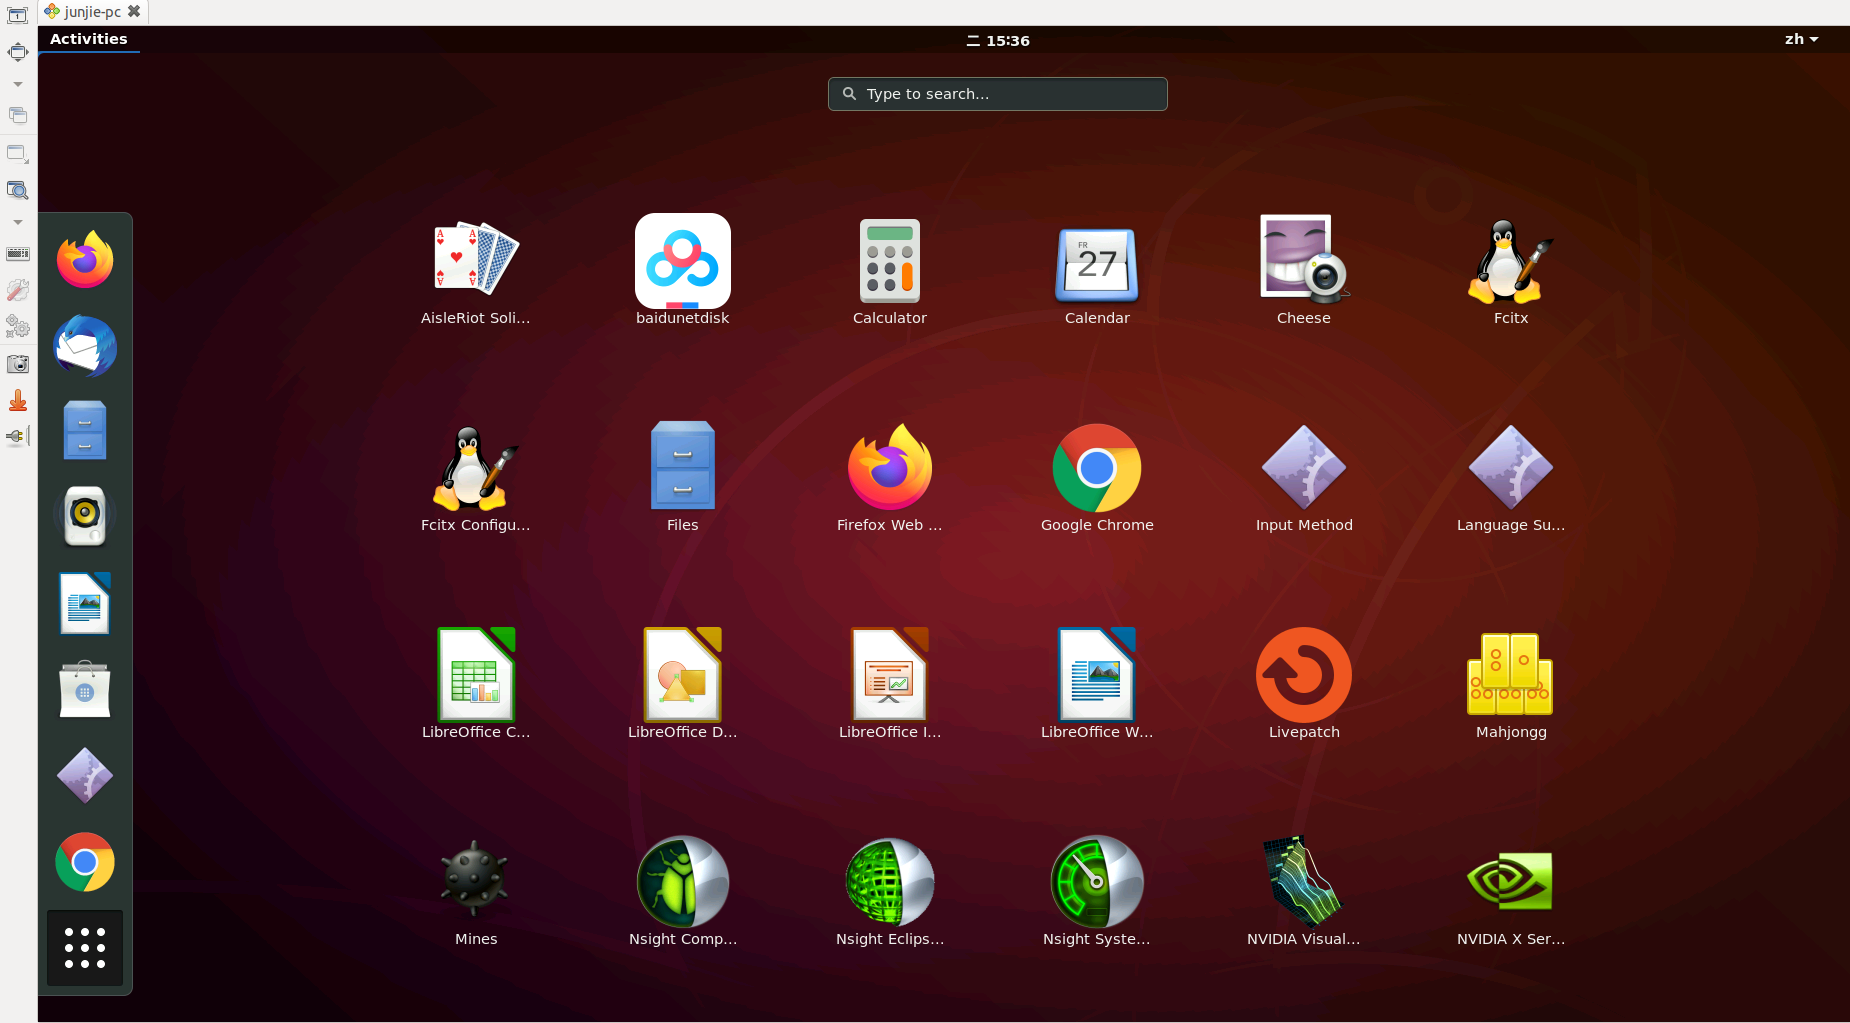 junjie-pc
Activities
二 15:36
zh
Type to search...
AisleRiot Soli...
baidunetdisk
FR
27
Calculator
Calendar
Cheese
Fcitx
Fcitx Configu...
Files
Firefox Web ...
Google Chrome
Input Method
Language Su...
LibreOffice C...
LibreOffice D...
LibreOffice I...
LibreOffice W...
Livepatch
Mahjongg
Mines
Nsight Comp...
Nsight Eclips...
Nsight Syste...
NVIDIA Visual...
NVIDIA X Ser...